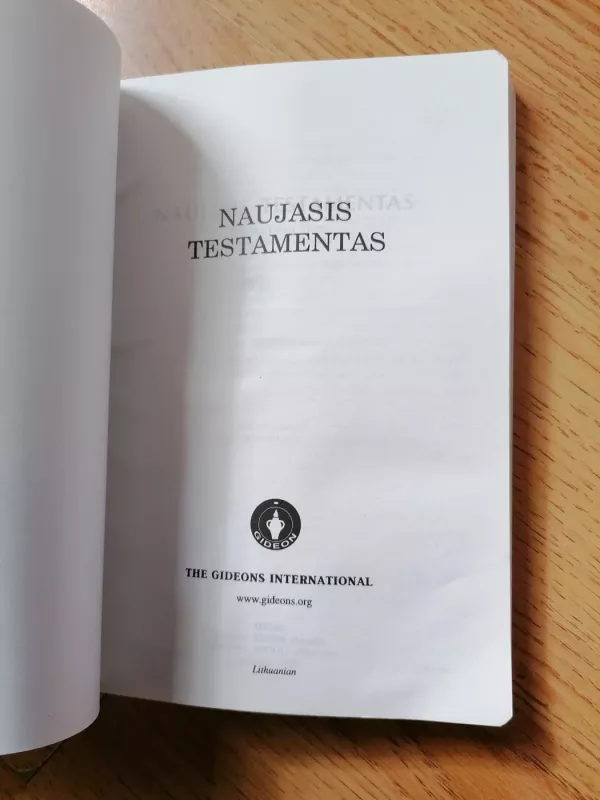 NAUJASIS
TESTAMENTAS
GIDEON
THE GIDEONS INTERNATIONAL
www.gideons.org
Lithuanian